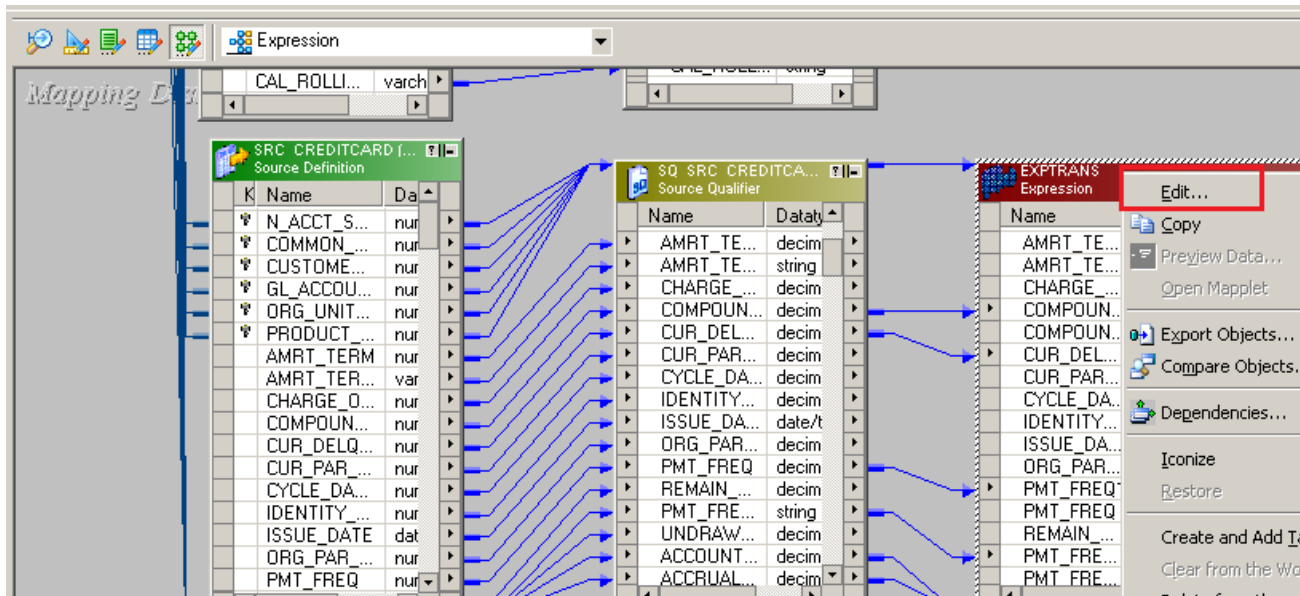 Expression
Mapping D
CAL_ROLLI... varch
SRC CREDITCARD (...
Source Definition
K Name Da
N_ACCT_S... nur
COMMON_... nur
CUSTOME... nur
GL_ACCOU... nur
ORG_UNIT... nur
PRODUCT_... nur
AMRT_TERM nur
AMRT_TER... var
CHARGE_O... nur
COMPOUN... nur
CUR_DELQ... nur
CUR_PAR_... nur
CYCLE_DA... nur
IDENTITY_... nur
ISSUE_DATE dat
ORG_PAR_... nur
PMT_FREQ nur
SQ SRC CREDITCA...
Source Qualifier
Name Dataty
AMRT_TE... decim
AMRT_TE... string
CHARGE_... decim
COMPOUN... decim
CUR_DEL... decim
CUR_PAR... decim
CYCLE_DA... decim
IDENTITY... decim
ISSUE_DA... date/t
ORG_PAR... decim
PMT_FREQ decim
REMAIN_... decim
PMT_FRE... string
UNDRAW... decim
ACCOUNT... decim
ACCRUAL... decim
EXPTRANS
Expression
Name
AMRT_TE...
AMRT_TE...
CHARGE_...
COMPOUN..
COMPOUN..
CUR_DEL...
CUR_PAR...
CYCLE_DA..
IDENTITY...
ISSUE_DA..
ORG_PAR...
PMT_FREQ
PMT_FREQ
REMAIN_...
PMT_FRE...
PMT_FRE...
Edit...
Copy
Preview Data...
Open Mapplet
Export Objects...
Compare Objects.
Dependencies...
Iconize
Restore
Create and Add Ta
Clear from the Wo